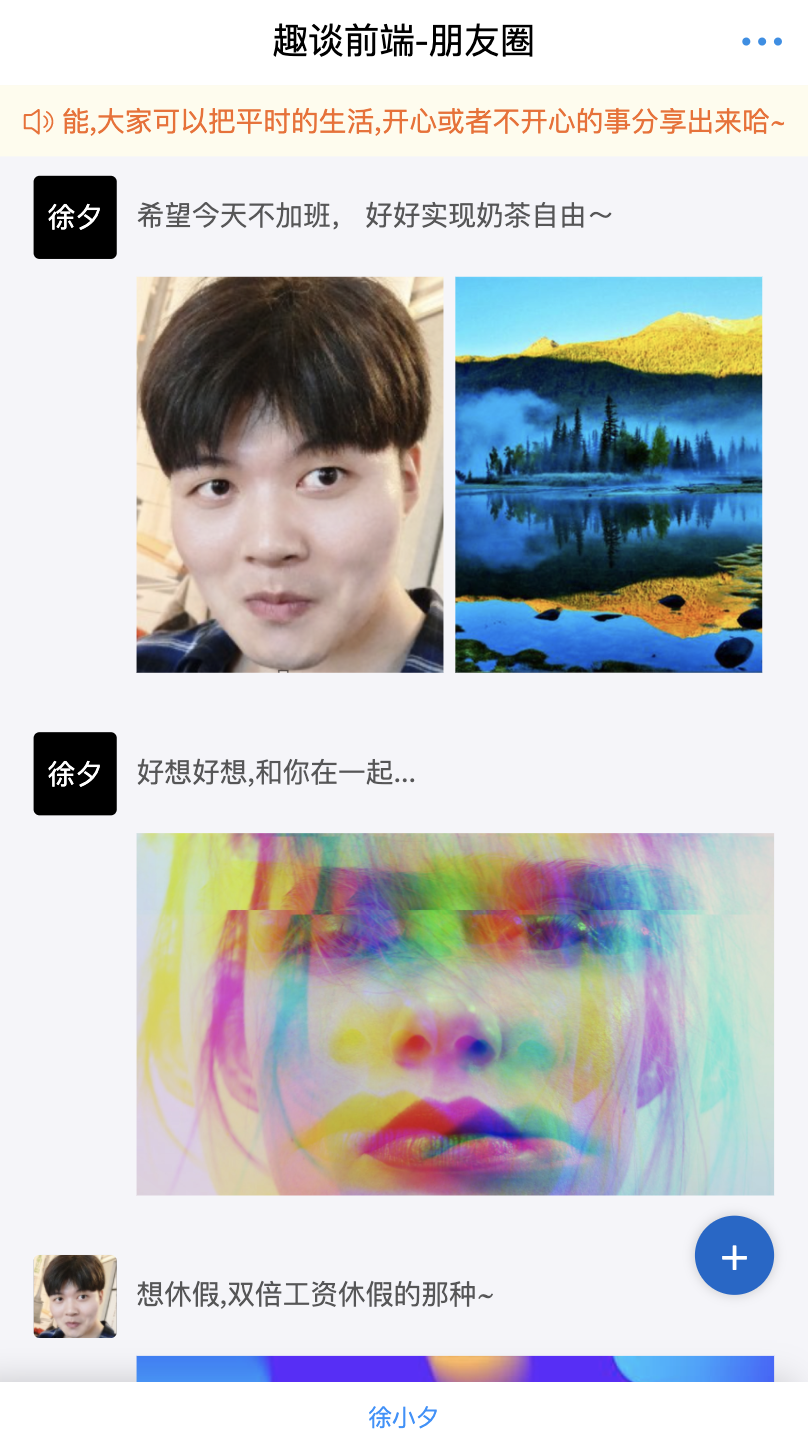 趣谈前端-朋友圈
能,大家可以把平时的生活,开心或者不开心的事分享出来哈~
徐夕
希望今天不加班， 好好实现奶茶自由～
徐夕
好想好想,和你在一起...
想休假,双倍工资休假的那种~
徐小夕